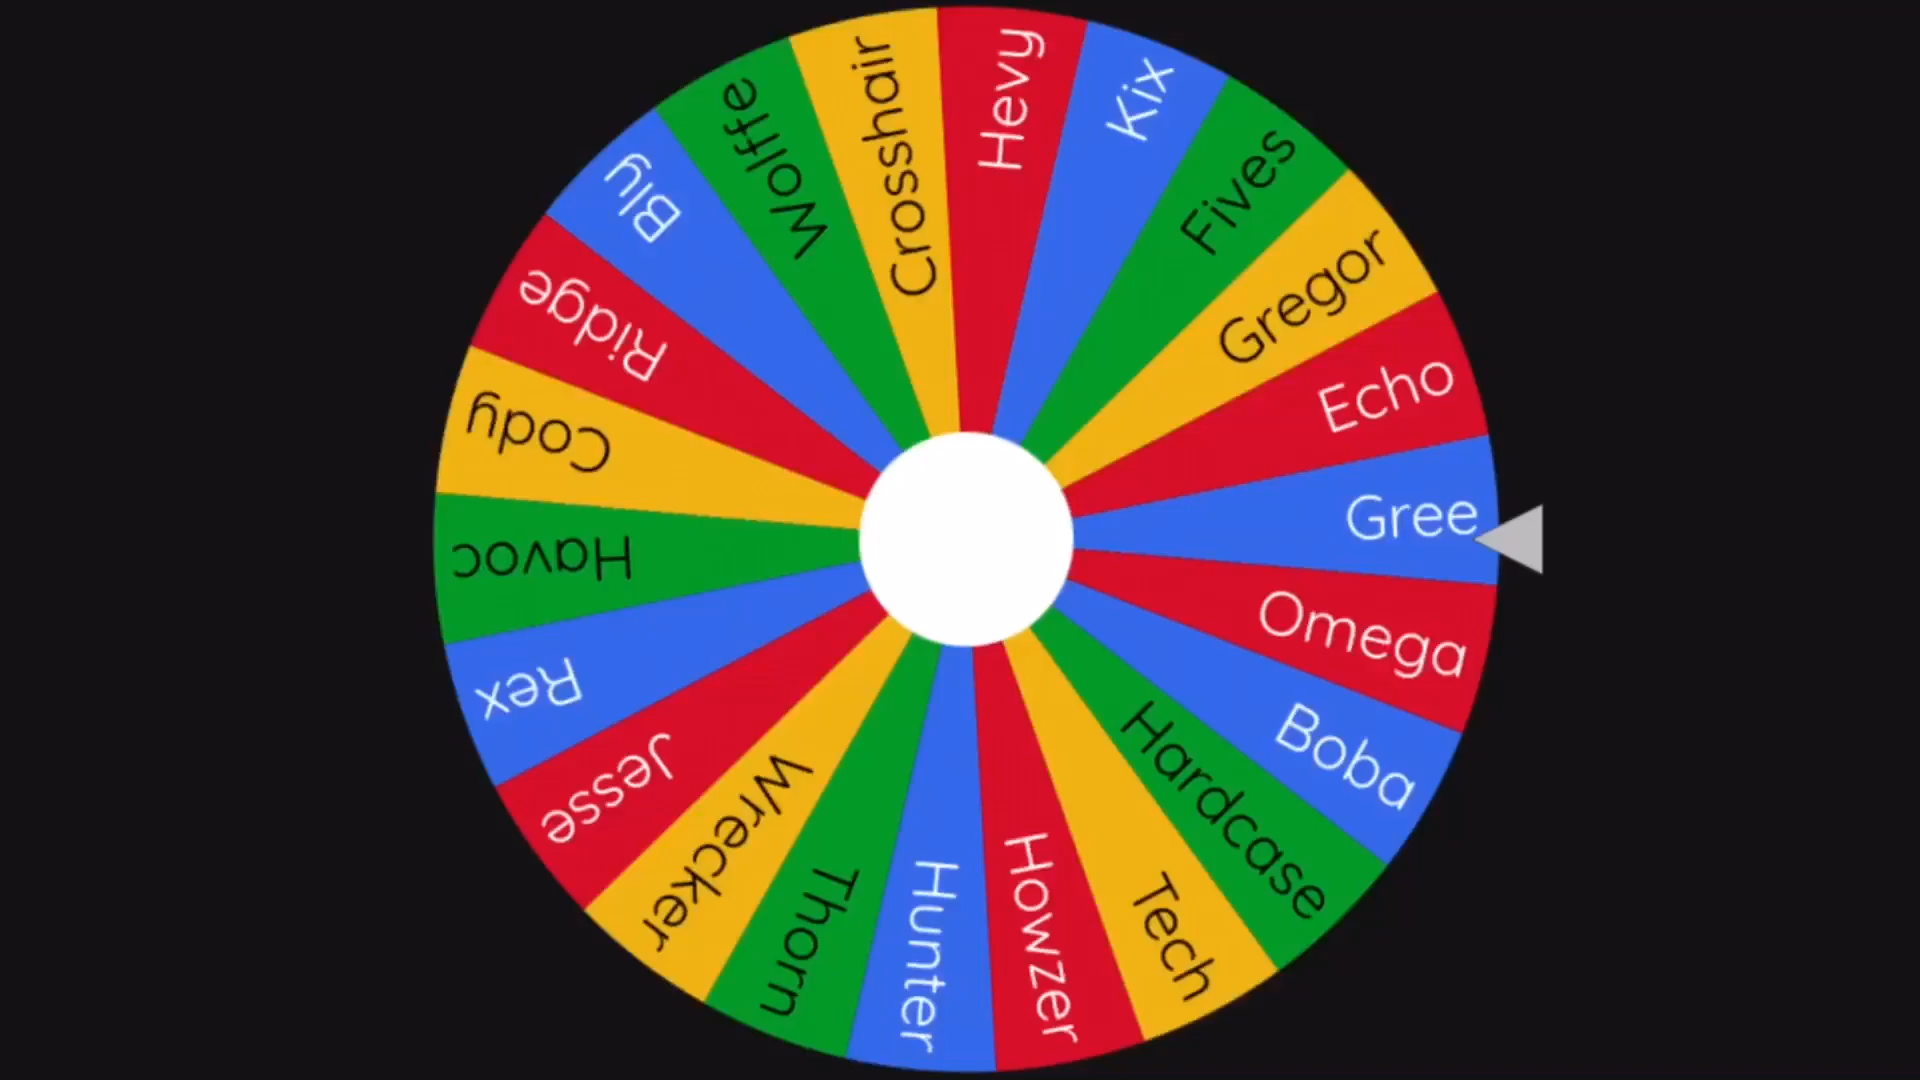 Hevy
Kix
Fives
Gregor
Echo
Gree
Omega
Boba
Hardcase
Tech
Howzer
Hunter
Thorn
Wrecker
Jesse
Rex
Havoc
Cody
Ridge
Bly
Wolffe
Crosshair